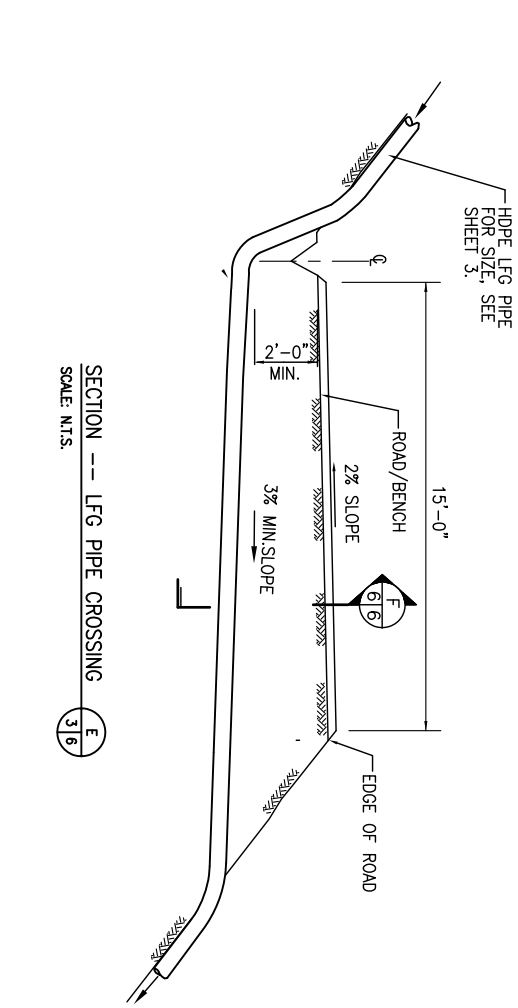 HDPE LFG PIPE
FOR SIZE, SEE
SHEET 3.
℄
15'-0"
ROAD/BENCH
2% SLOPE
F
6 6
2'-0"
MIN.
3% MIN.SLOPE
EDGE OF ROAD
SECTION -- LFG PIPE CROSSING
SCALE: N.T.S.
E
3 6